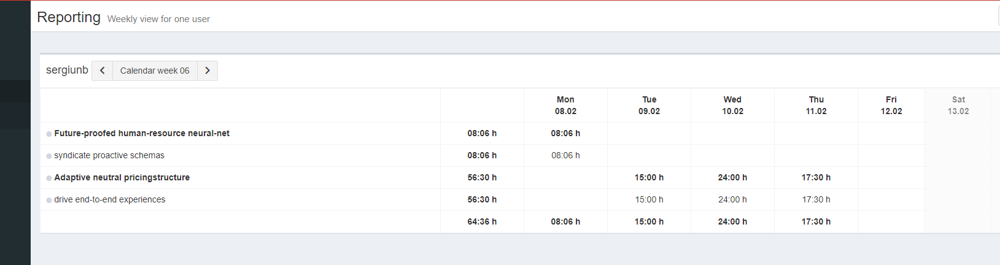 Reporting Weekly view for one user
sergiunb Calendar week 06
Mon Tue Wed Thu Fri Sat
08.02 09.02 10.02 11.02 12.02 13.02
Future-proofed human-resource neural-net 08:06 h 08:06 h
syndicate proactive schemas 08:06 h 08:06 h
Adaptive neutral pricingstructure 56:30 h 15:00 h 24:00 h 17:30 h
drive end-to-end experiences 56:30 h 15:00 h 24:00 h 17:30 h
64:36 h 08:06 h 15:00 h 24:00 h 17:30 h